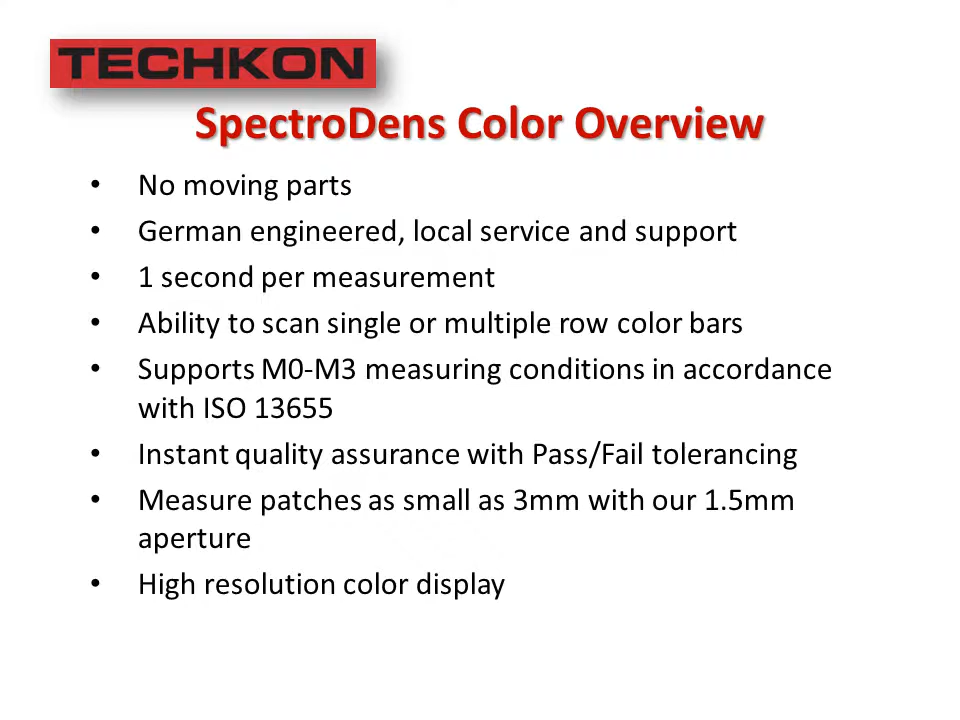 TECHKON
SpectroDens Color Overview
• No moving parts
• German engineered, local service and support
• 1 second per measurement
• Ability to scan single or multiple row color bars
• Supports M0-M3 measuring conditions in accordance
with ISO 13655
• Instant quality assurance with Pass/Fail tolerancing
• Measure patches as small as 3mm with our 1.5mm
aperture
• High resolution color display